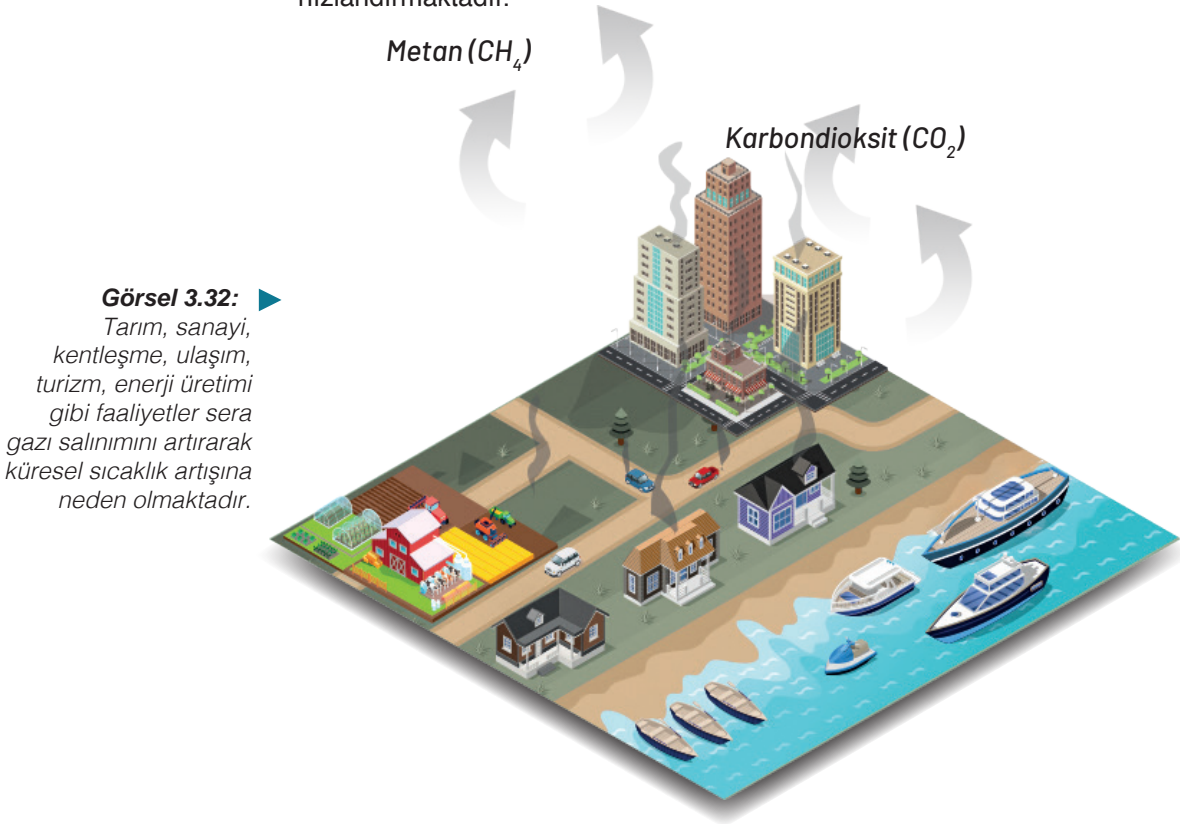 Metan (CH₄)
Karbondioksit (CO₂)
Görsel 3.32:
Tarım, sanayi,
kentleşme, ulaşım,
turizm, enerji üretimi
gibi faaliyetler sera
gazı salınımını artırarak
küresel sıcaklık artışına
neden olmaktadır.